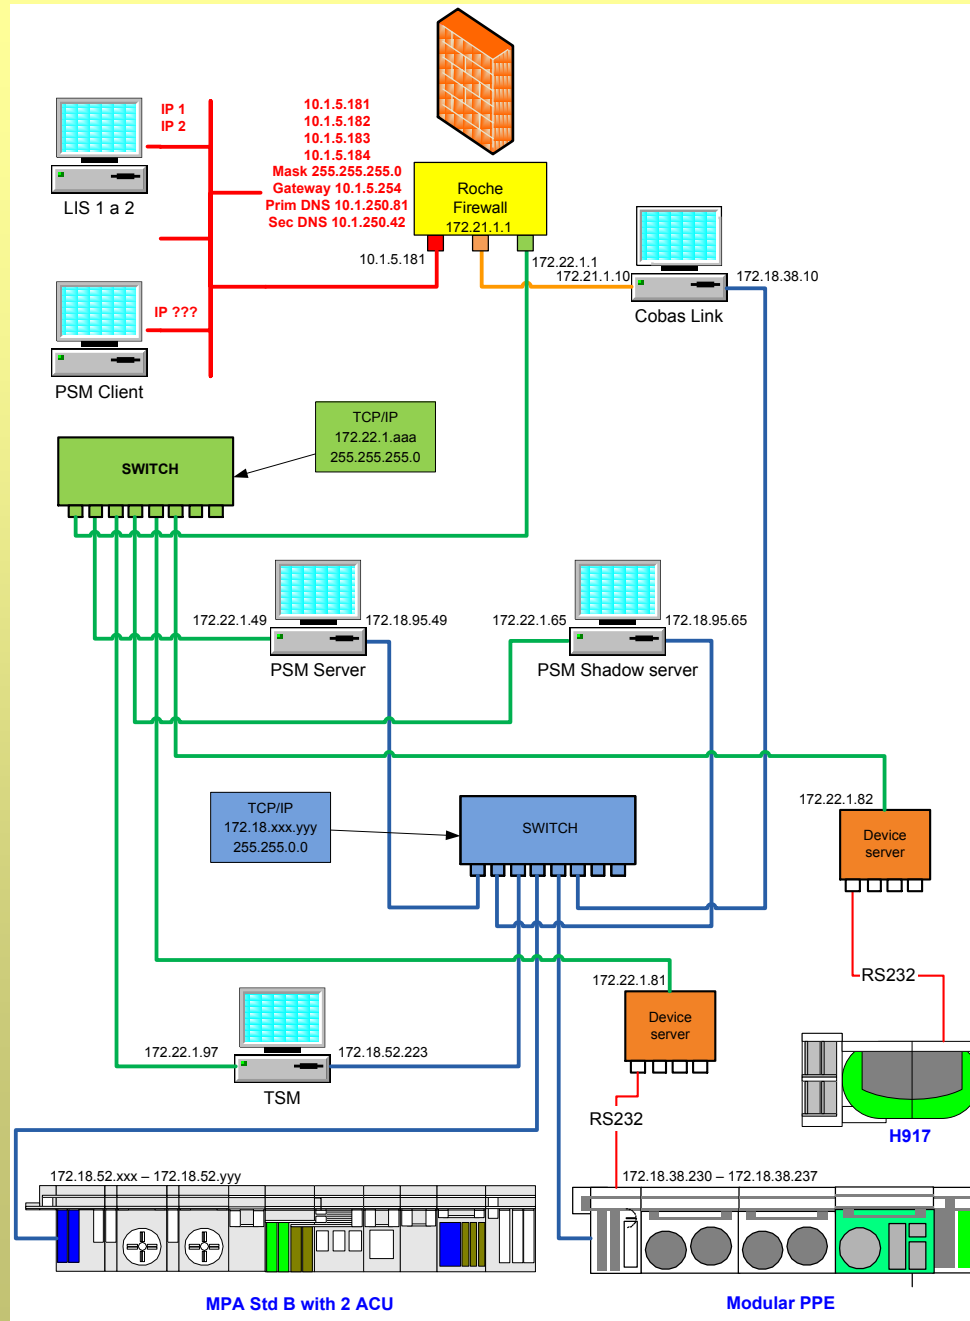 IP 1
IP 2
LIS 1 a 2
10.1.5.181
10.1.5.182
10.1.5.183
10.1.5.184
Mask 255.255.255.0
Gateway 10.1.5.254
Prim DNS 10.1.250.81
Sec DNS 10.1.250.42
Roche
Firewall
172.21.1.1
10.1.5.181
172.22.1.1
172.21.1.10
172.18.38.10
Cobas Link
IP ???
PSM Client
TCP/IP
172.22.1.aaa
255.255.255.0
SWITCH
172.22.1.49
172.18.95.49
PSM Server
172.22.1.65
172.18.95.65
PSM Shadow server
TCP/IP
172.18.xxx.yyy
255.255.0.0
SWITCH
172.22.1.82
Device
server
RS232
H917
172.22.1.81
Device
server
RS232
172.22.1.97
172.18.52.223
TSM
172.18.52.xxx – 172.18.52.yyy
MPA Std B with 2 ACU
172.18.38.230 – 172.18.38.237
Modular PPE